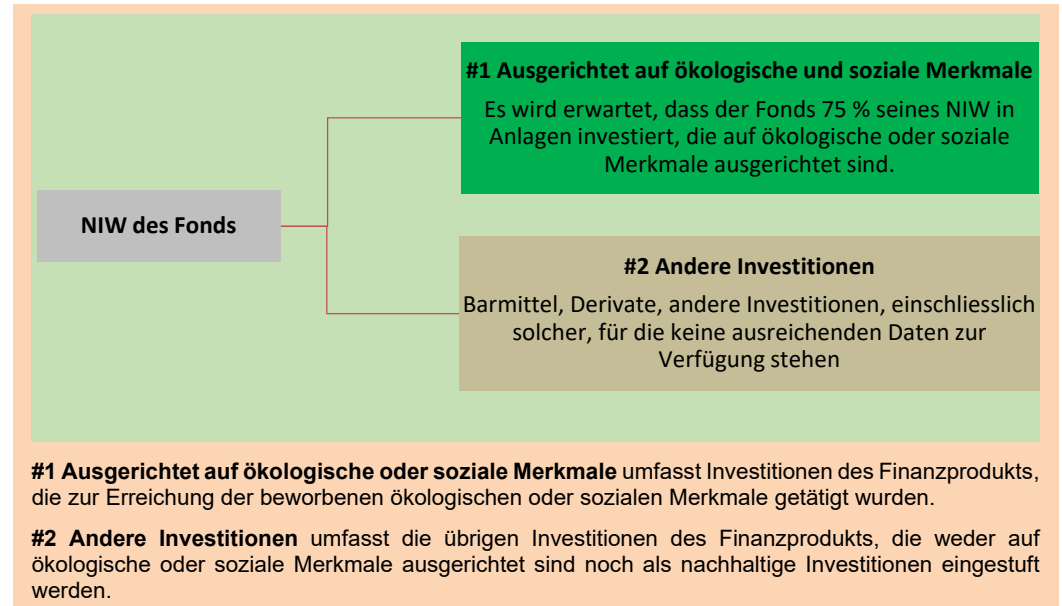 #1 Ausgerichtet auf ökologische und soziale Merkmale
Es wird erwartet, dass der Fonds 75 % seines NIW in
Anlagen investiert, die auf ökologische oder soziale
Merkmale ausgerichtet sind.
NIW des Fonds
#2 Andere Investitionen
Barmittel, Derivate, andere Investitionen, einschliesslich
solcher, für die keine ausreichenden Daten zur
Verfügung stehen
#1 Ausgerichtet auf ökologische oder soziale Merkmale umfasst Investitionen des Finanzprodukts,
die zur Erreichung der beworbenen ökologischen oder sozialen Merkmale getätigt wurden.
#2 Andere Investitionen umfasst die übrigen Investitionen des Finanzprodukts, die weder auf
ökologische oder soziale Merkmale ausgerichtet sind noch als nachhaltige Investitionen eingestuft
werden.